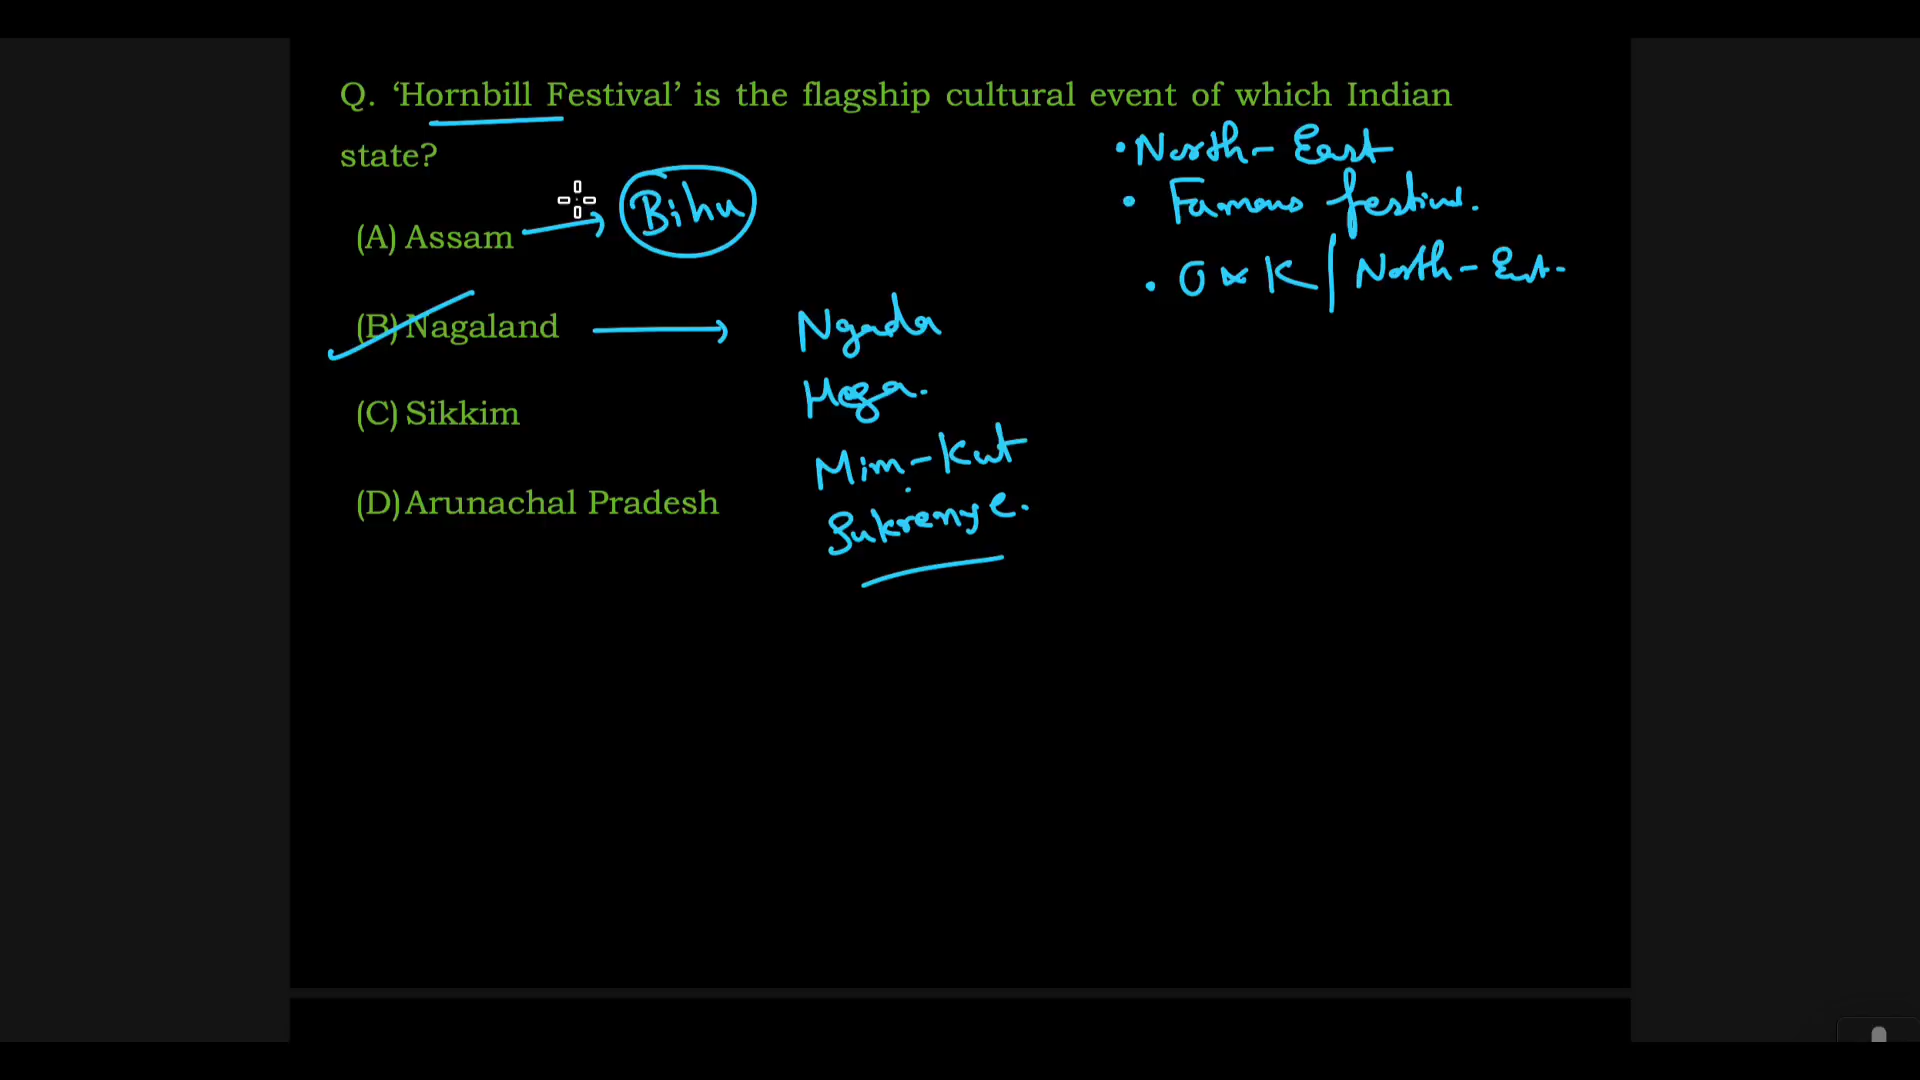 Q. ‘Hornbill Festival’ is the flagship cultural event of which Indian
state?
• North-East
• Famous festival.
(A) Assam → Bihu
• O K | North-East.
(B) Nagaland → Ngada
Hega.
(C) Sikkim
Mim-Kut
(D) Arunachal Pradesh
Sukrenye.